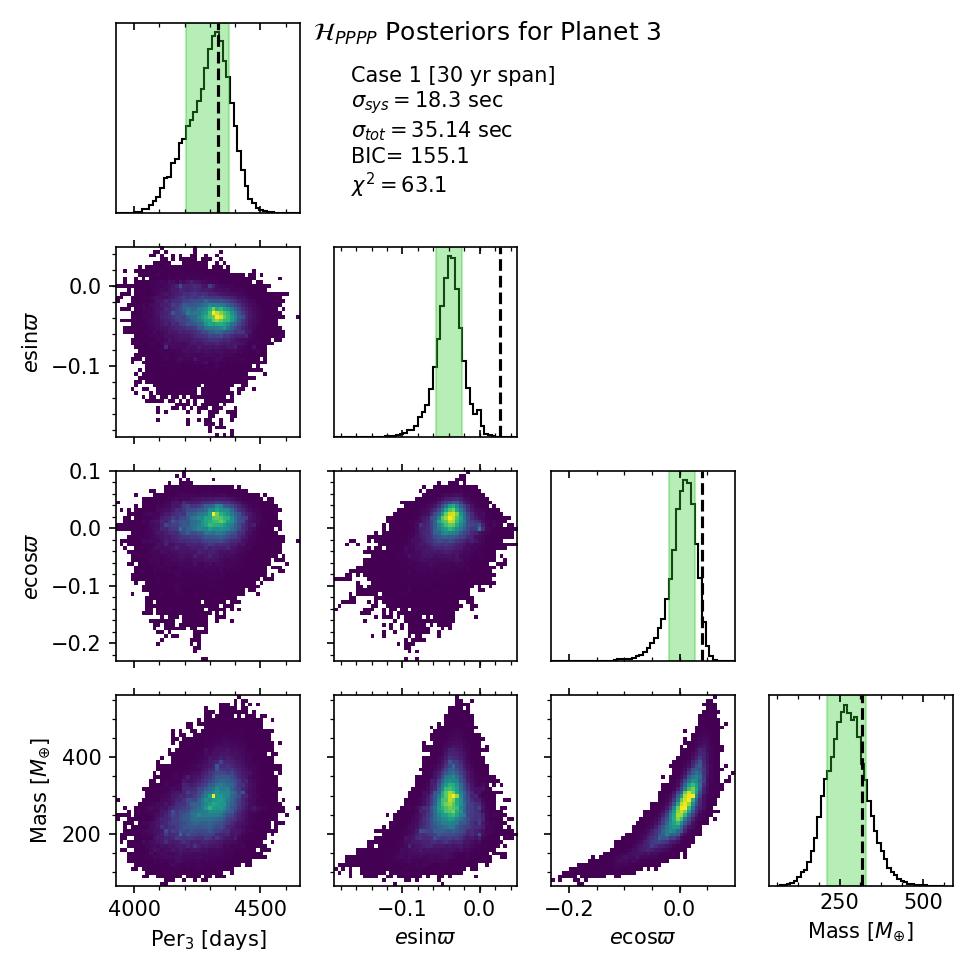 𝓗_PPPP Posteriors for Planet 3
Case 1 [30 yr span]
σ_sys = 18.3 sec
σ_tot = 35.14 sec
BIC= 155.1
χ² = 63.1
esinϖ
0.0
−0.1
ecosϖ
0.1
0.0
−0.1
−0.2
Mass [M⊕]
400
200
4000 4500
Per₃ [days]
−0.1 0.0
esinϖ
−0.2 0.0
ecosϖ
250 500
Mass [M⊕]